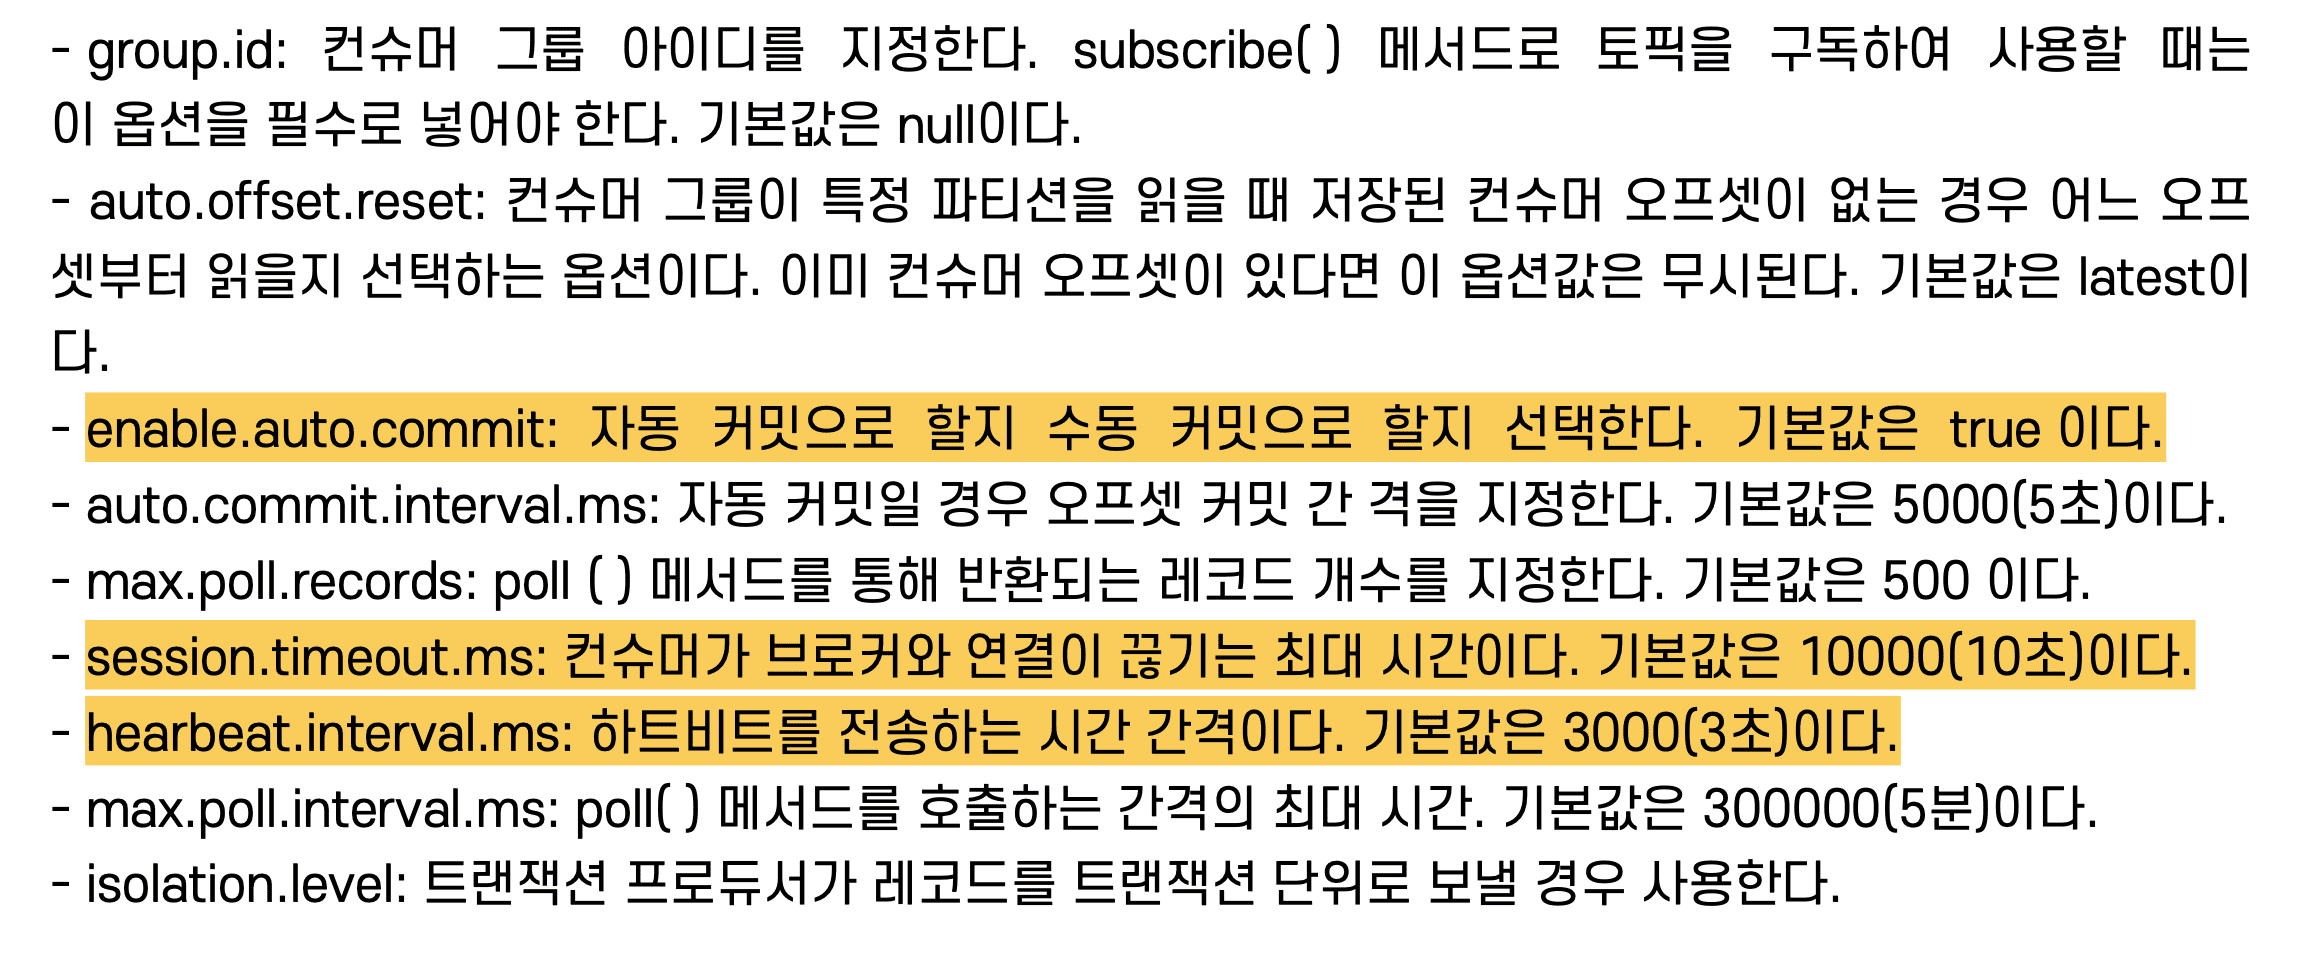 - group.id: 컨슈머 그룹 아이디를 지정한다. subscribe( ) 메서드로 토픽을 구독하여 사용할 때는
이 옵션을 필수로 넣어야 한다. 기본값은 null이다.
- auto.offset.reset: 컨슈머 그룹이 특정 파티션을 읽을 때 저장된 컨슈머 오프셋이 없는 경우 어느 오프
셋부터 읽을지 선택하는 옵션이다. 이미 컨슈머 오프셋이 있다면 이 옵션값은 무시된다. 기본값은 latest이
다.
- enable.auto.commit: 자동 커밋으로 할지 수동 커밋으로 할지 선택한다. 기본값은 true 이다.
- auto.commit.interval.ms: 자동 커밋일 경우 오프셋 커밋 간 격을 지정한다. 기본값은 5000(5초)이다.
- max.poll.records: poll ( ) 메서드를 통해 반환되는 레코드 개수를 지정한다. 기본값은 500 이다.
- session.timeout.ms: 컨슈머가 브로커와 연결이 끊기는 최대 시간이다. 기본값은 10000(10초)이다.
- hearbeat.interval.ms: 하트비트를 전송하는 시간 간격이다. 기본값은 3000(3초)이다.
- max.poll.interval.ms: poll( ) 메서드를 호출하는 간격의 최대 시간. 기본값은 300000(5분)이다.
- isolation.level: 트랜잭션 프로듀서가 레코드를 트랜잭션 단위로 보낼 경우 사용한다.